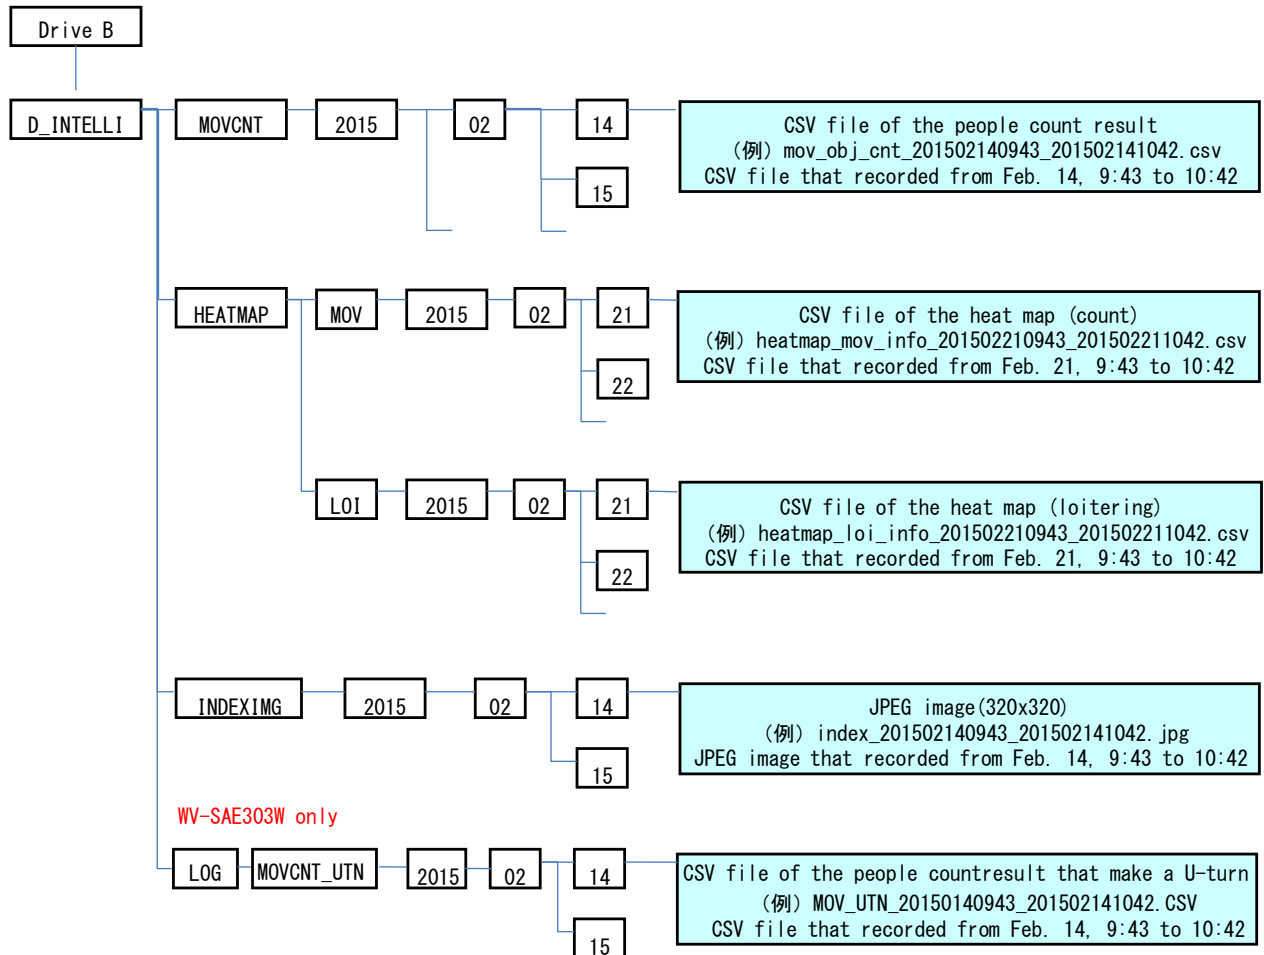 Drive B
D_INTELLI
MOVCNT
2015
02
14
15
CSV file of the people count result
（例）mov_obj_cnt_201502140943_201502141042.csv
CSV file that recorded from Feb. 14, 9:43 to 10:42
HEATMAP
MOV
2015
02
21
22
CSV file of the heat map (count)
（例）heatmap_mov_info_201502210943_201502211042.csv
CSV file that recorded from Feb. 21, 9:43 to 10:42
LOI
2015
02
21
22
CSV file of the heat map (loitering)
（例）heatmap_loi_info_201502210943_201502211042.csv
CSV file that recorded from Feb. 21, 9:43 to 10:42
INDEXIMG
2015
02
14
15
JPEG image(320x320)
（例）index_201502140943_201502141042.jpg
JPEG image that recorded from Feb. 14, 9:43 to 10:42
WV-SAE303W only
LOG
MOVCNT_UTN
2015
02
14
15
CSV file of the people countresult that make a U-turn
（例）MOV_UTN_20150140943_201502141042.CSV
CSV file that recorded from Feb. 14, 9:43 to 10:42